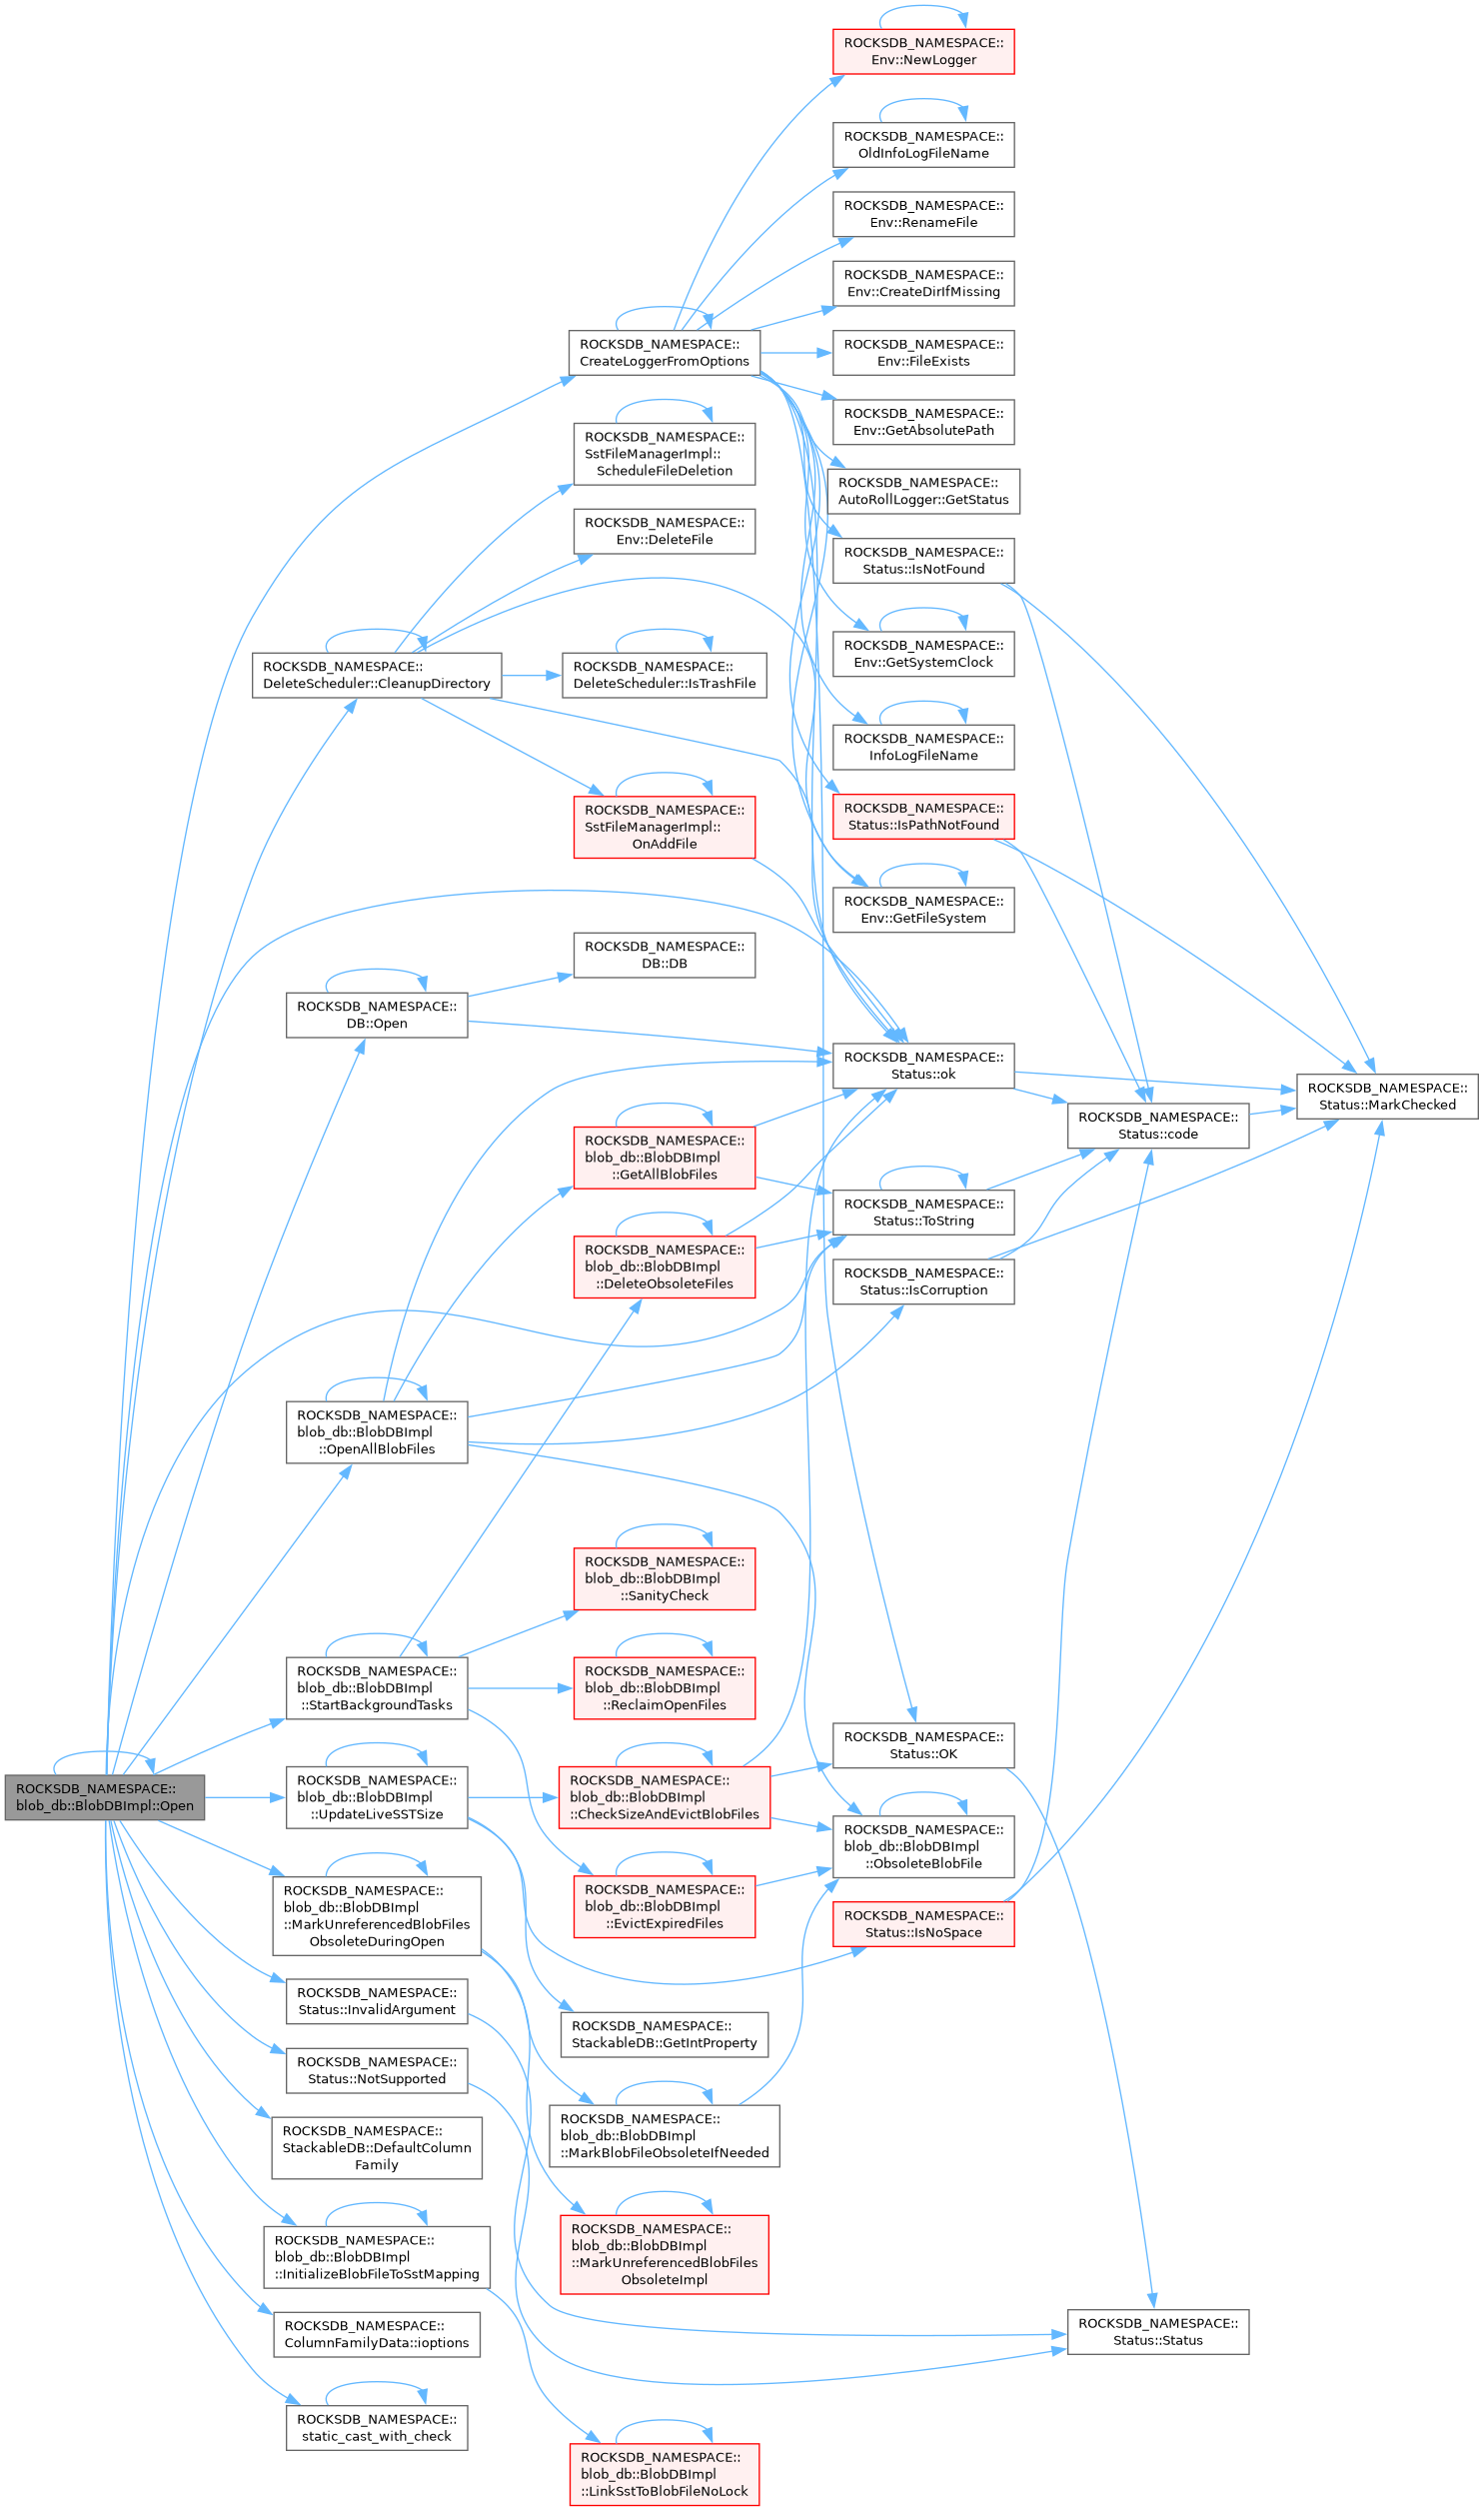 ROCKSDB_NAMESPACE::
Env::NewLogger
ROCKSDB_NAMESPACE::
OldInfoLogFileName
ROCKSDB_NAMESPACE::
Env::RenameFile
ROCKSDB_NAMESPACE::
Env::CreateDirIfMissing
ROCKSDB_NAMESPACE::
CreateLoggerFromOptions
ROCKSDB_NAMESPACE::
Env::FileExists
ROCKSDB_NAMESPACE::
Env::GetAbsolutePath
ROCKSDB_NAMESPACE::
SstFileManagerImpl::
ScheduleFileDeletion
ROCKSDB_NAMESPACE::
AutoRollLogger::GetStatus
ROCKSDB_NAMESPACE::
Env::DeleteFile
ROCKSDB_NAMESPACE::
Status::IsNotFound
ROCKSDB_NAMESPACE::
DeleteScheduler::CleanupDirectory
ROCKSDB_NAMESPACE::
DeleteScheduler::IsTrashFile
ROCKSDB_NAMESPACE::
Env::GetSystemClock
ROCKSDB_NAMESPACE::
InfoLogFileName
ROCKSDB_NAMESPACE::
SstFileManagerImpl::
OnAddFile
ROCKSDB_NAMESPACE::
Status::IsPathNotFound
ROCKSDB_NAMESPACE::
Env::GetFileSystem
ROCKSDB_NAMESPACE::
DB::DB
ROCKSDB_NAMESPACE::
DB::Open
ROCKSDB_NAMESPACE::
Status::ok
ROCKSDB_NAMESPACE::
Status::MarkChecked
ROCKSDB_NAMESPACE::
Status::code
ROCKSDB_NAMESPACE::
blob_db::BlobDBImpl
::GetAllBlobFiles
ROCKSDB_NAMESPACE::
Status::ToString
ROCKSDB_NAMESPACE::
blob_db::BlobDBImpl
::DeleteObsoleteFiles
ROCKSDB_NAMESPACE::
Status::IsCorruption
ROCKSDB_NAMESPACE::
blob_db::BlobDBImpl
::OpenAllBlobFiles
ROCKSDB_NAMESPACE::
blob_db::BlobDBImpl
::SanityCheck
ROCKSDB_NAMESPACE::
blob_db::BlobDBImpl
::StartBackgroundTasks
ROCKSDB_NAMESPACE::
blob_db::BlobDBImpl
::ReclaimOpenFiles
ROCKSDB_NAMESPACE::
Status::OK
ROCKSDB_NAMESPACE::
blob_db::BlobDBImpl::Open
ROCKSDB_NAMESPACE::
blob_db::BlobDBImpl
::UpdateLiveSSTSize
ROCKSDB_NAMESPACE::
blob_db::BlobDBImpl
::CheckSizeAndEvictBlobFiles
ROCKSDB_NAMESPACE::
blob_db::BlobDBImpl
::ObsoleteBlobFile
ROCKSDB_NAMESPACE::
blob_db::BlobDBImpl
::MarkUnreferencedBlobFiles
ObsoleteDuringOpen
ROCKSDB_NAMESPACE::
blob_db::BlobDBImpl
::EvictExpiredFiles
ROCKSDB_NAMESPACE::
Status::IsNoSpace
ROCKSDB_NAMESPACE::
Status::InvalidArgument
ROCKSDB_NAMESPACE::
StackableDB::GetIntProperty
ROCKSDB_NAMESPACE::
Status::NotSupported
ROCKSDB_NAMESPACE::
StackableDB::DefaultColumn
Family
ROCKSDB_NAMESPACE::
blob_db::BlobDBImpl
::MarkBlobFileObsoleteIfNeeded
ROCKSDB_NAMESPACE::
blob_db::BlobDBImpl
::InitializeBlobFileToSstMapping
ROCKSDB_NAMESPACE::
blob_db::BlobDBImpl
::MarkUnreferencedBlobFiles
ObsoleteImpl
ROCKSDB_NAMESPACE::
ColumnFamilyData::ioptions
ROCKSDB_NAMESPACE::
Status::Status
ROCKSDB_NAMESPACE::
static_cast_with_check
ROCKSDB_NAMESPACE::
blob_db::BlobDBImpl
::LinkSstToBlobFileNoLock